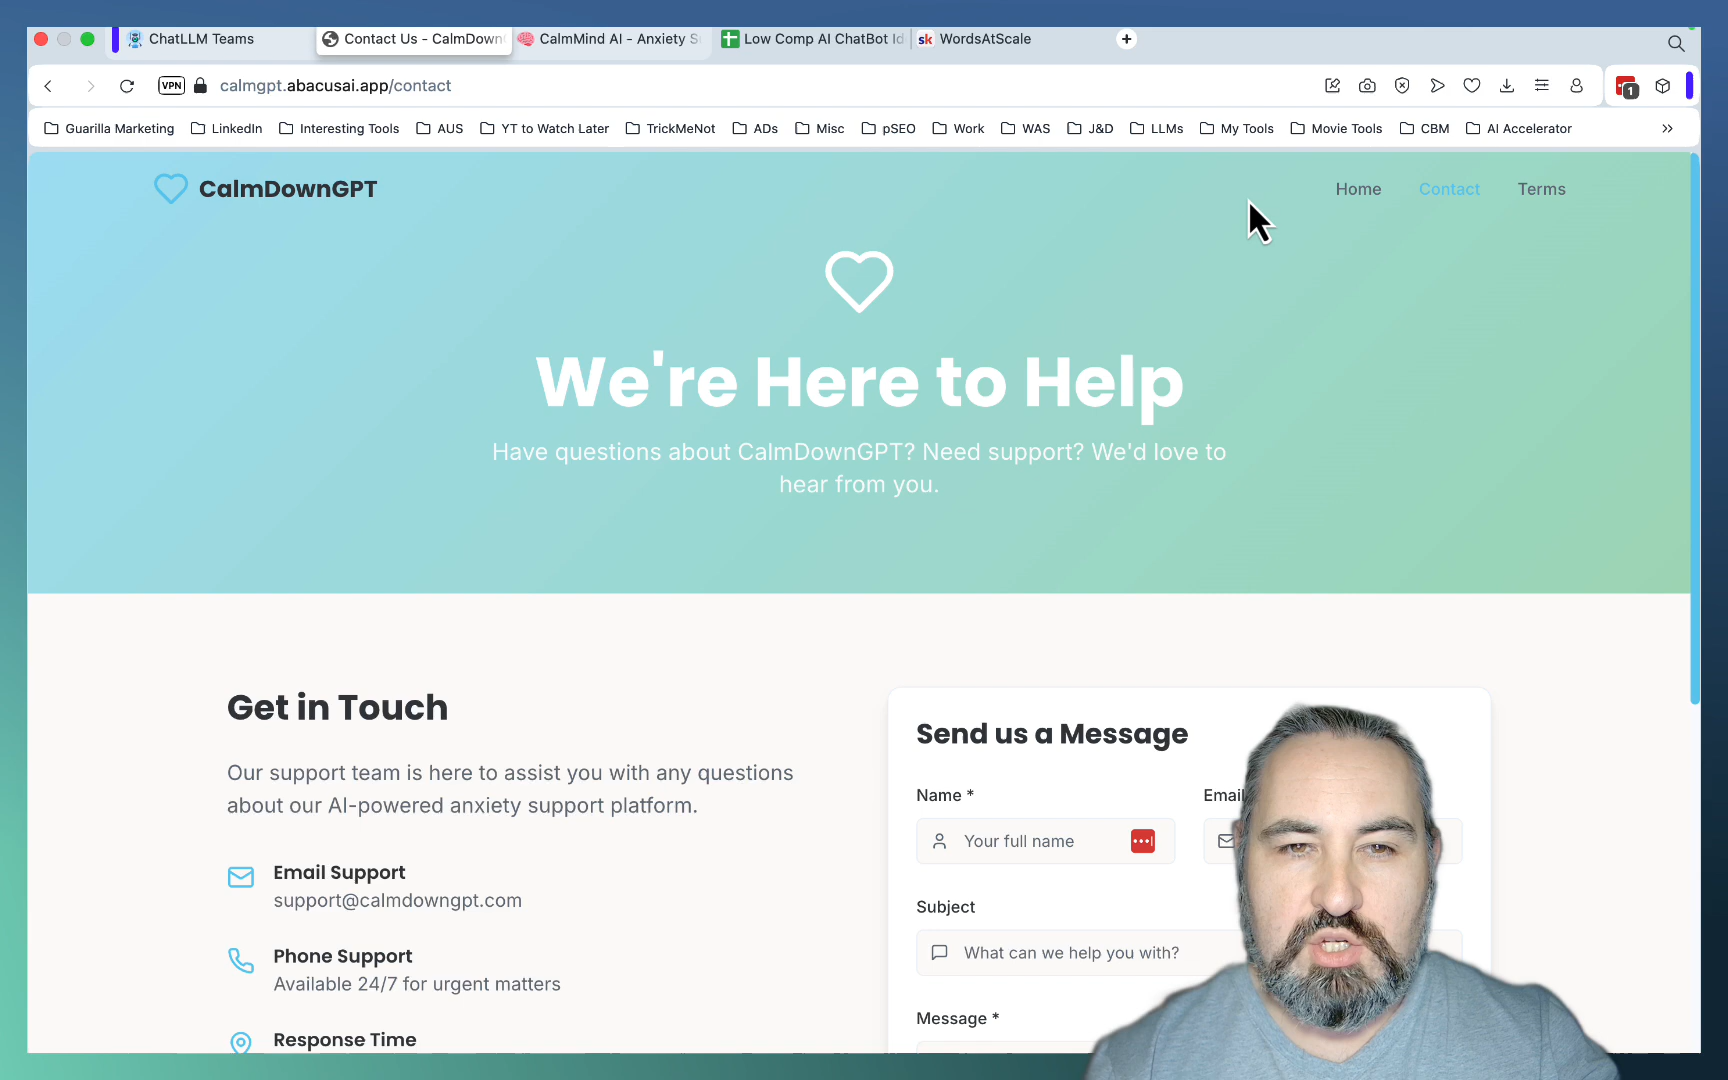 ChatLLM Teams
Contact Us - CalmDown
CalmMind AI - Anxiety S
Low Comp AI ChatBot Id
sk WordsAtScale
VPN calmgpt.abacusai.app/contact
1
Guarilla Marketing LinkedIn Interesting Tools AUS YT to Watch Later TrickMeNot ADs Misc pSEO Work WAS J&D LLMs My Tools Movie Tools CBM AI Accelerator
CalmDownGPT
Home Contact Terms
We're Here to Help
Have questions about CalmDownGPT? Need support? We'd love to
hear from you.
Get in Touch
Our support team is here to assist you with any questions
about our AI-powered anxiety support platform.
Email Support
support@calmdowngpt.com
Phone Support
Available 24/7 for urgent matters
Response Time
Send us a Message
Name * Email
Your full name
Subject
What can we help you with?
Message *